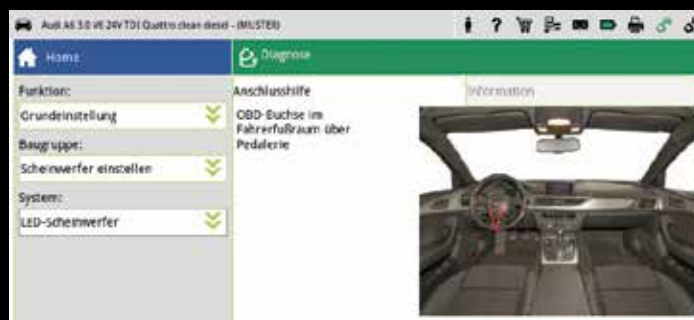 Audi A6 3.0 V6 24V TDI Quattro clean diesel - (MUSTER)
?
Home
Diagnose
Funktion:
Grundeinstellung
Baugruppe:
Scheinwerfer einstellen
System:
LED-Scheinwerfer
Anschlusshilfe
Information
OBD-Buchse im
Fahrerfußraum über
Pedalerie